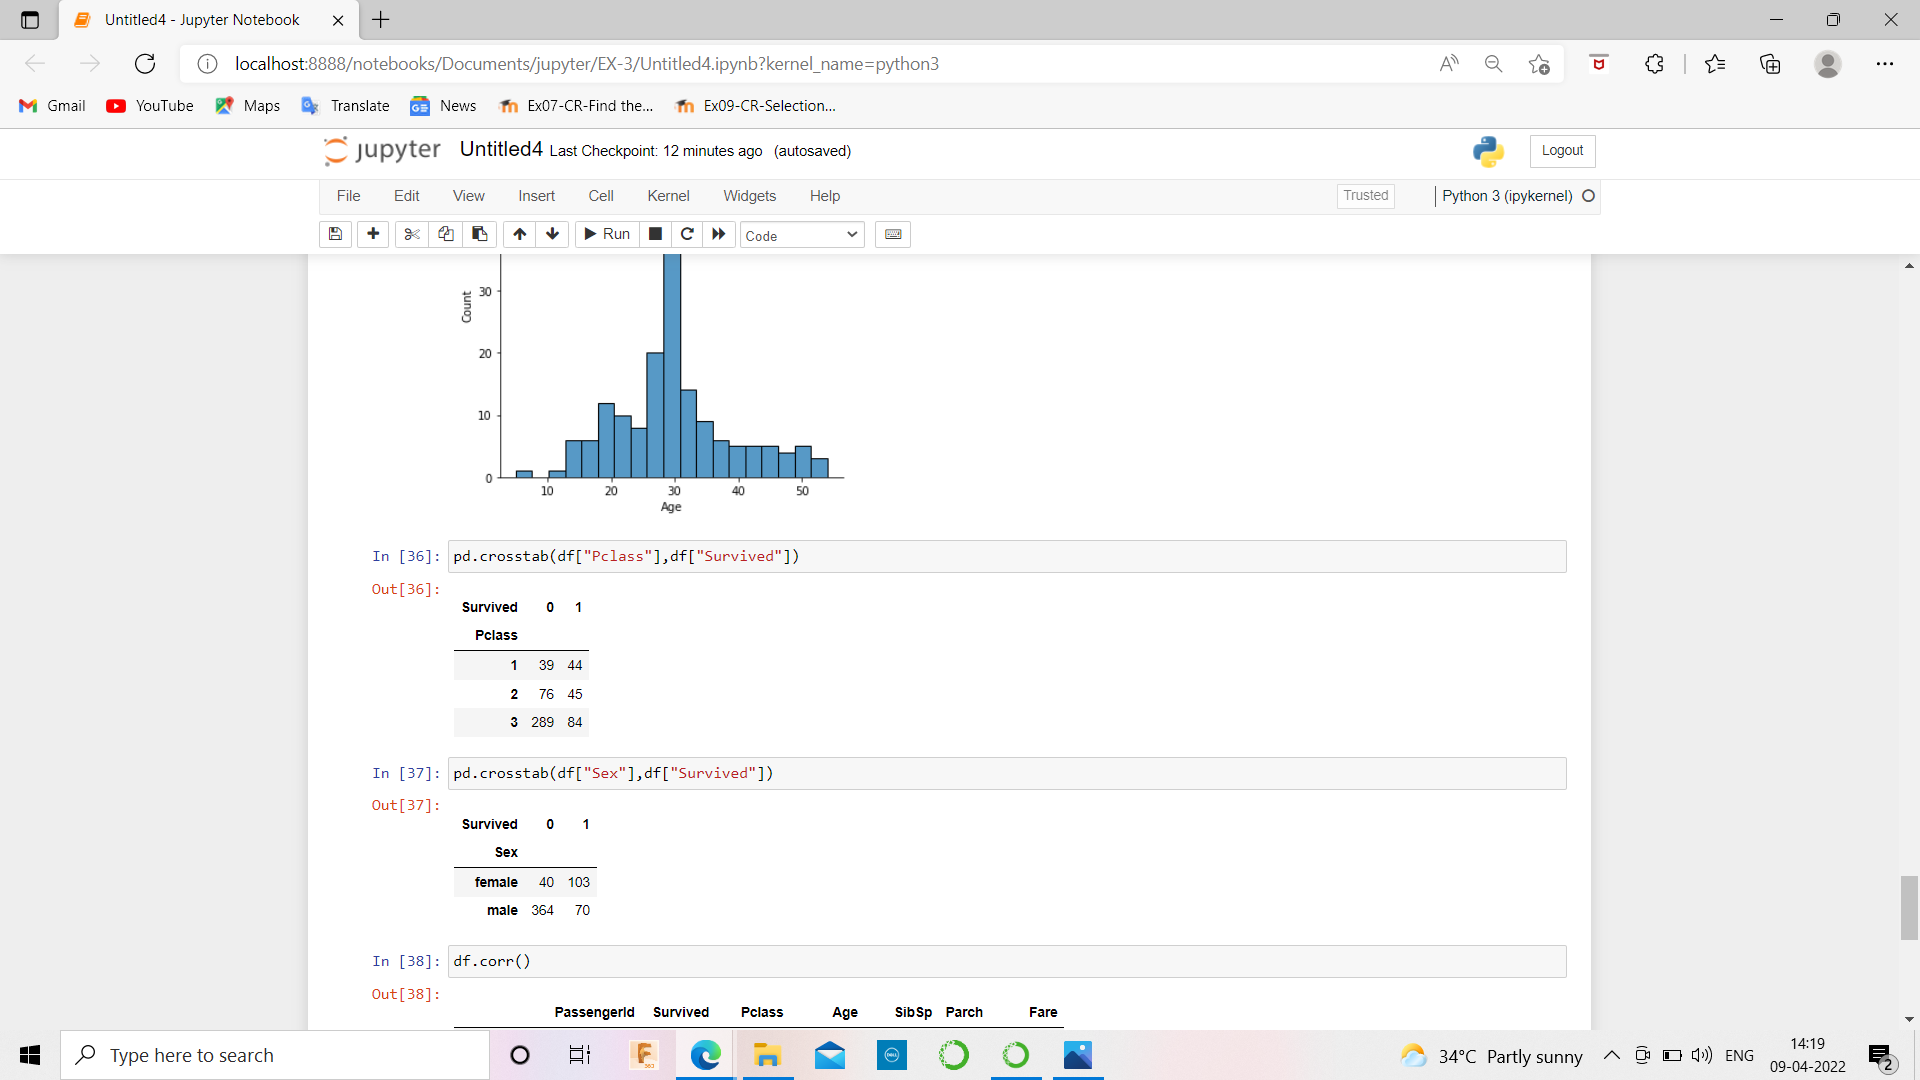 Untitled4 - Jupyter Notebook
localhost:8888/notebooks/Documents/jupyter/EX-3/Untitled4.ipynb?kernel_name=python3
Gmail YouTube Maps Translate News Ex07-CR-Find the... Ex09-CR-Selection...
jupyter Untitled4 Last Checkpoint: 12 minutes ago (autosaved) Logout
File Edit View Insert Cell Kernel Widgets Help Trusted Python 3 (ipykernel)
Run Code
Count
30
20
10
0
10 20 30 40 50
Age
In [36]: pd.crosstab(df["Pclass"],df["Survived"])
Out[36]:
Survived 0 1
Pclass
1 39 44
2 76 45
3 289 84
In [37]: pd.crosstab(df["Sex"],df["Survived"])
Out[37]:
Survived 0 1
Sex
female 40 103
male 364 70
In [38]: df.corr()
Out[38]:
PassengerId Survived Pclass Age SibSp Parch Fare
Type here to search
34°C Partly sunny
ENG
14:19
09-04-2022
2